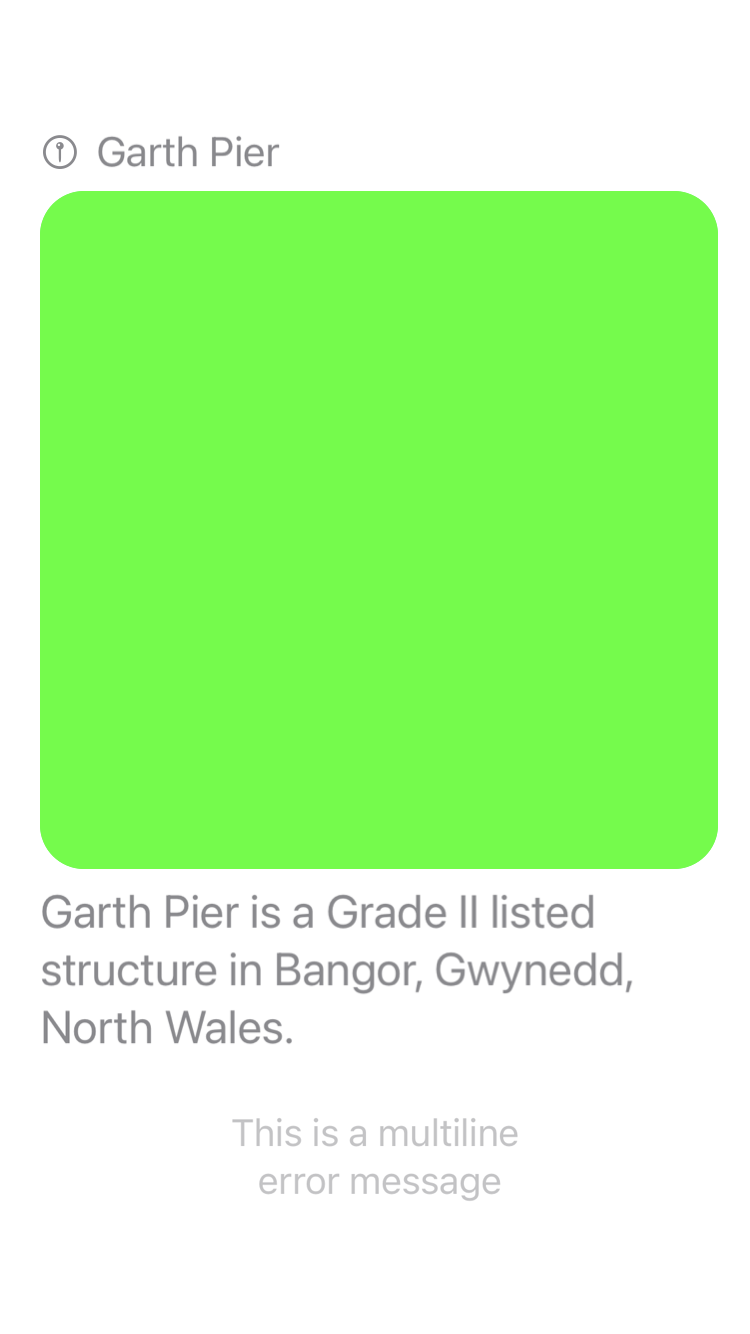 Garth Pier
Garth Pier is a Grade II listed
structure in Bangor, Gwynedd,
North Wales.
This is a multiline
error message